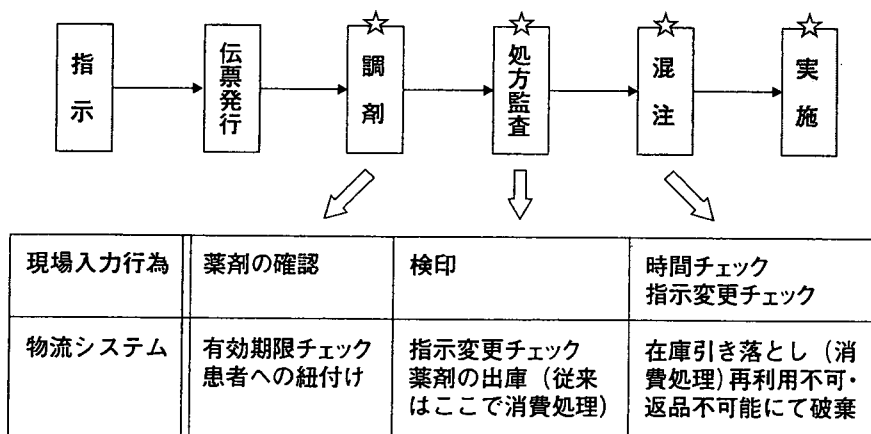 指示
伝票発行
☆
調剤
☆
処方監査
☆
混注
☆
実施
現場入力行為
薬剤の確認
検印
時間チェック
指示変更チェック
物流システム
有効期限チェック
患者への紐付け
指示変更チェック
薬剤の出庫（従来
はここで消費処理）
在庫引き落とし（消
費処理）再利用不可・
返品不可能にて破棄